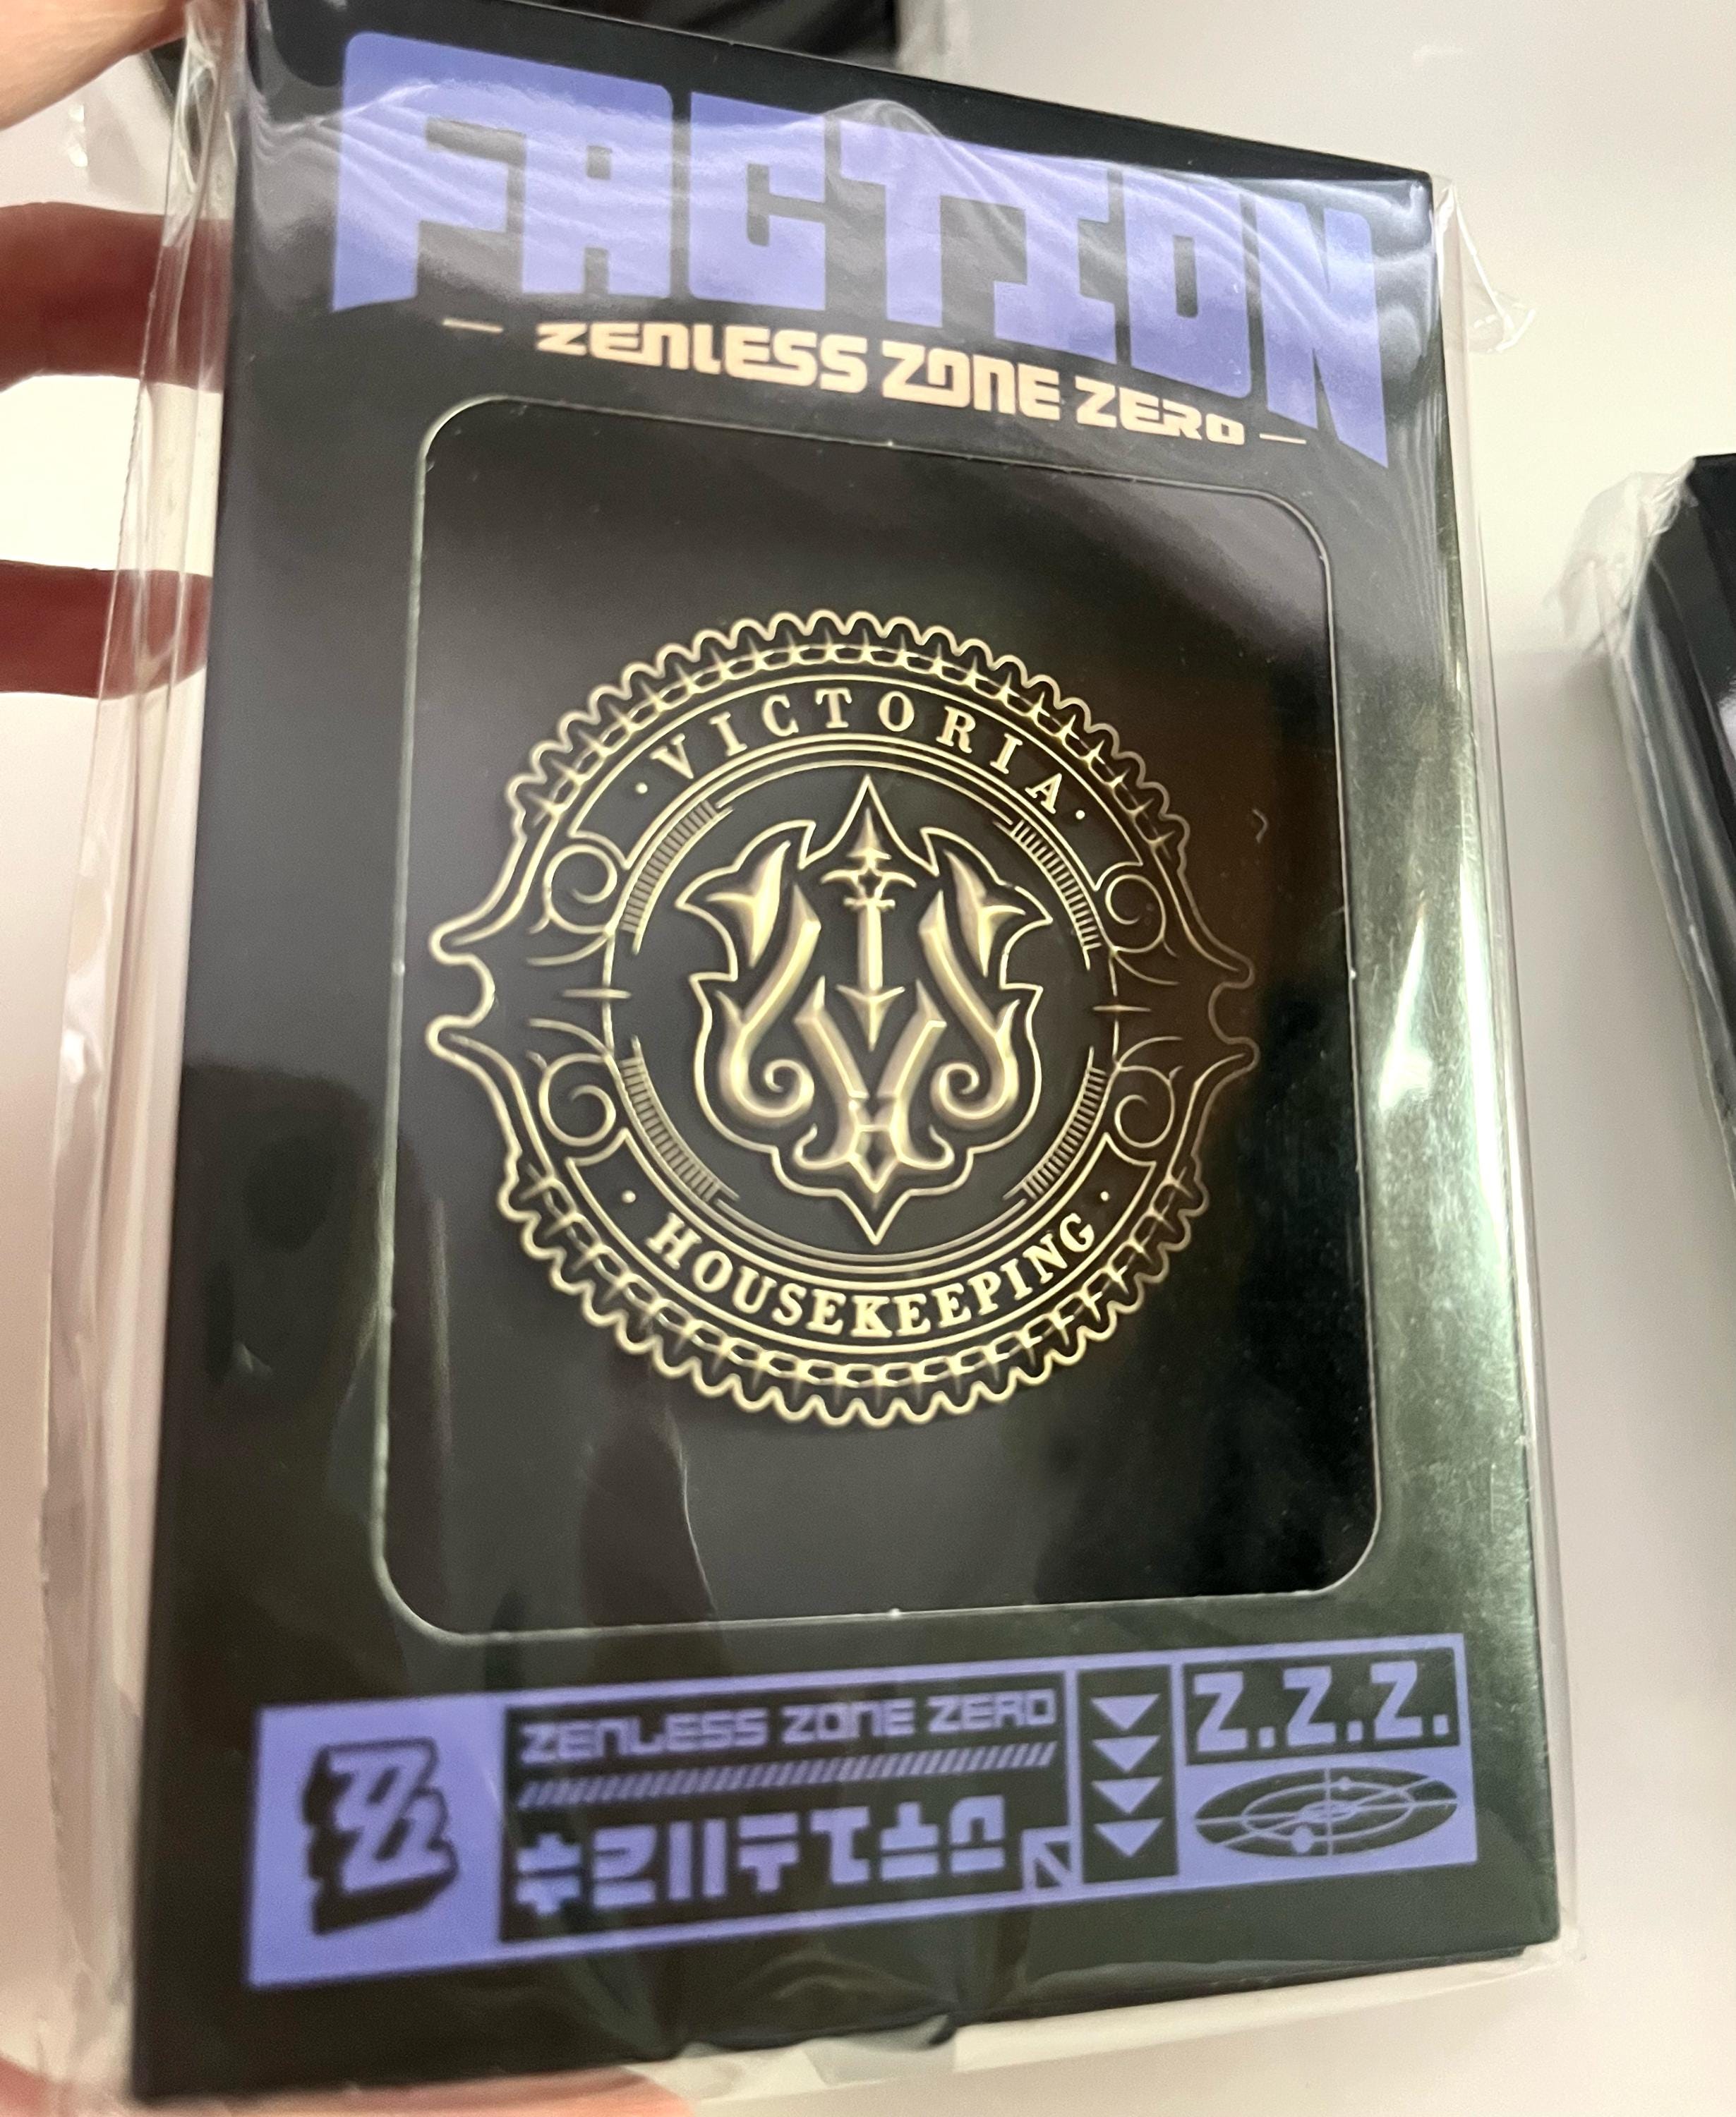 FACTION
ZENLESS ZONE ZERO
VICTORIA
HOUSEKEEPING
ZENLESS ZONE ZERO
Z.Z.Z.